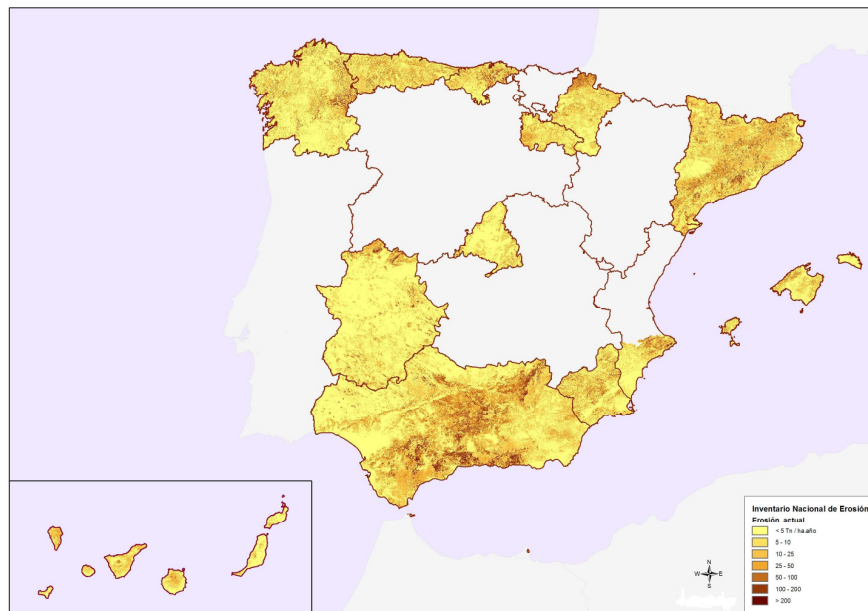 Inventario Nacional de Erosión
Erosión actual
< 5 Tn / ha.año
5 - 10
10 - 25
25 - 50
50 - 100
100 - 200
> 200
N
W E
S